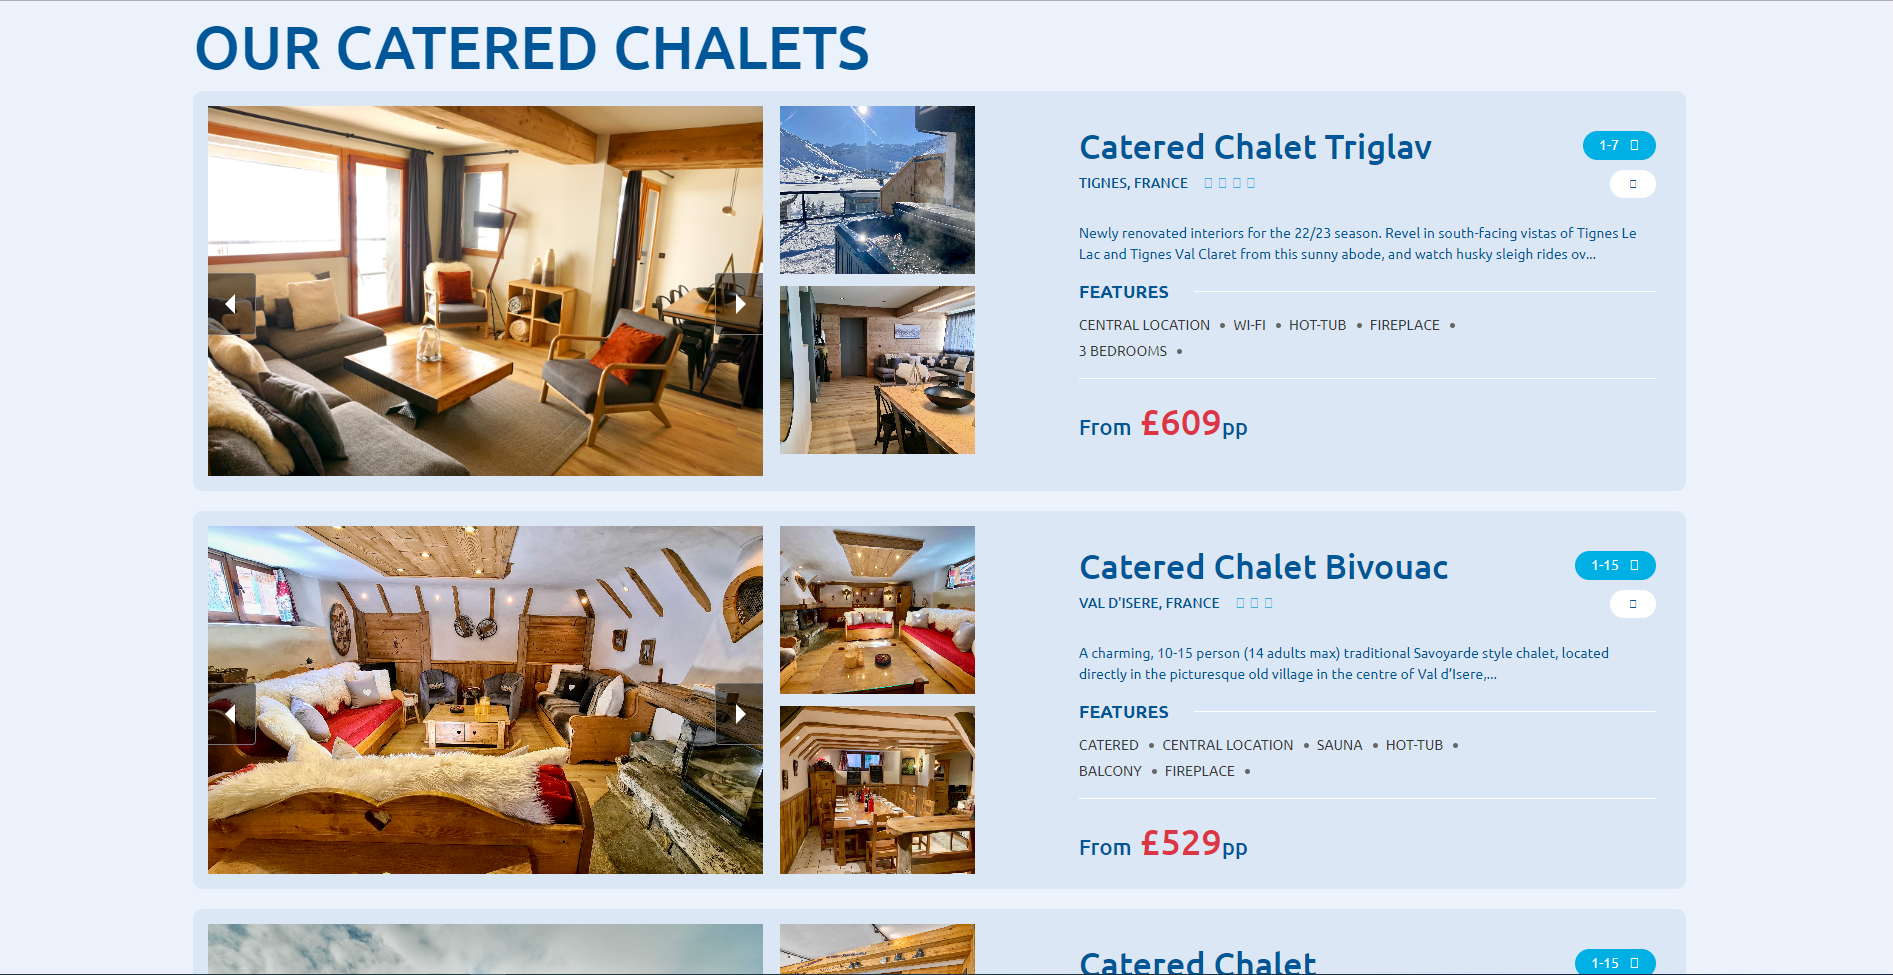 OUR CATERED CHALETS
Catered Chalet Triglav
1-7
TIGNES, FRANCE
Newly renovated interiors for the 22/23 season. Revel in south-facing vistas of Tignes Le
Lac and Tignes Val Claret from this sunny abode, and watch husky sleigh rides ov...
FEATURES
CENTRAL LOCATION • WI-FI • HOT-TUB • FIREPLACE •
3 BEDROOMS •
From £609pp
Catered Chalet Bivouac
1-15
VAL D'ISERE, FRANCE
A charming, 10-15 person (14 adults max) traditional Savoyarde style chalet, located
directly in the picturesque old village in the centre of Val d'Isere,...
FEATURES
CATERED • CENTRAL LOCATION • SAUNA • HOT-TUB •
BALCONY • FIREPLACE •
From £529pp
Catered Chalet
1-15